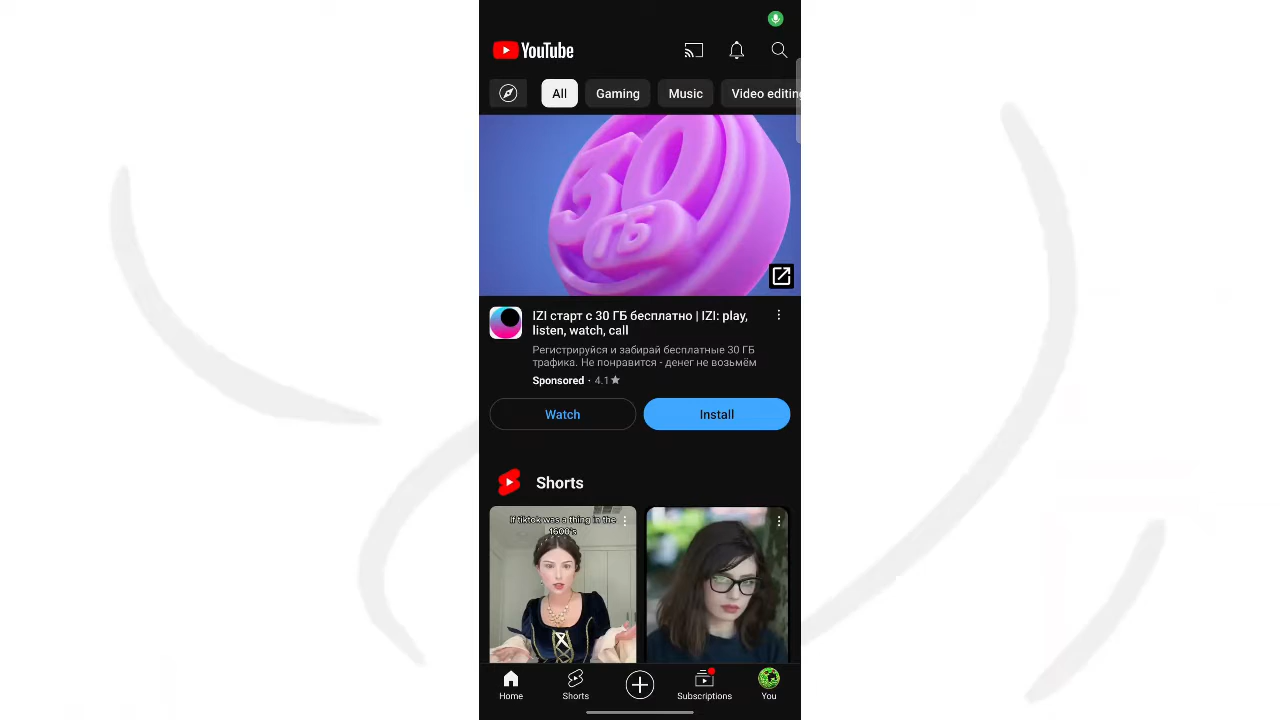 YouTube
All
Gaming
Music
Video editing
30
ГБ
IZI старт с 30 ГБ бесплатно | IZI: play,
listen, watch, call
Регистрируйся и забирай бесплатные 30 ГБ
трафика. Не понравится - денег не возьмём
Sponsored · 4.1★
Watch
Install
Shorts
If tiktok was a thing in the
1600's
Home
Shorts
Subscriptions
You